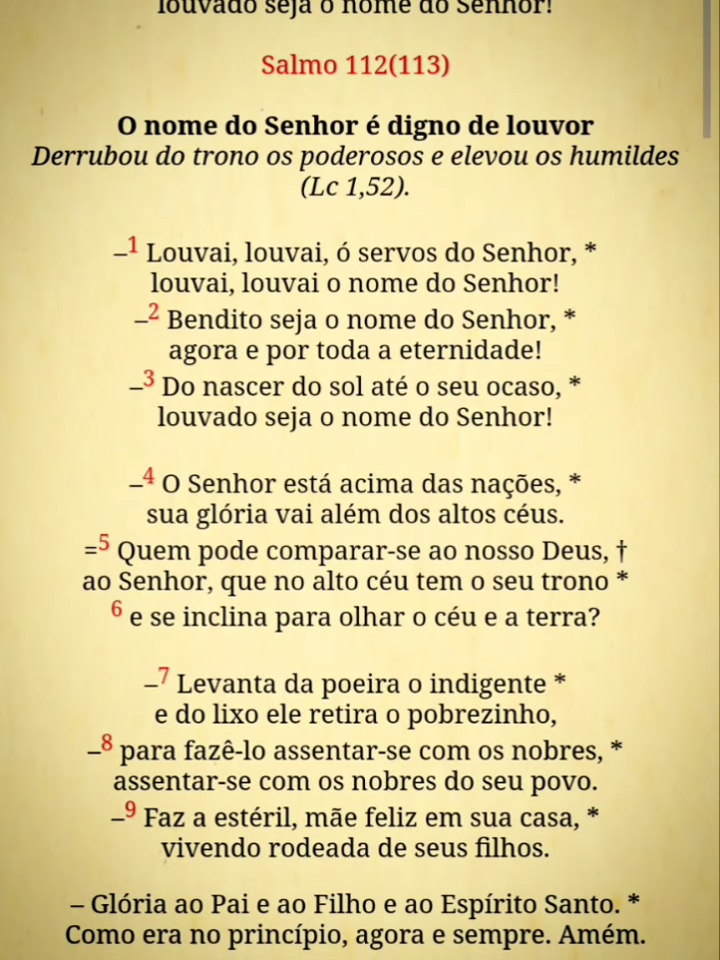 louvado seja o nome do Senhor!
Salmo 112(113)
O nome do Senhor é digno de louvor
Derrubou do trono os poderosos e elevou os humildes
(Lc 1,52).
–1 Louvai, louvai, ó servos do Senhor, *
louvai, louvai o nome do Senhor!
–2 Bendito seja o nome do Senhor, *
agora e por toda a eternidade!
–3 Do nascer do sol até o seu ocaso, *
louvado seja o nome do Senhor!
–4 O Senhor está acima das nações, *
sua glória vai além dos altos céus.
=5 Quem pode comparar-se ao nosso Deus, †
ao Senhor, que no alto céu tem o seu trono *
6 e se inclina para olhar o céu e a terra?
–7 Levanta da poeira o indigente *
e do lixo ele retira o pobrezinho,
–8 para fazê-lo assentar-se com os nobres, *
assentar-se com os nobres do seu povo.
–9 Faz a estéril, mãe feliz em sua casa, *
vivendo rodeada de seus filhos.
– Glória ao Pai e ao Filho e ao Espírito Santo. *
Como era no princípio, agora e sempre. Amém.